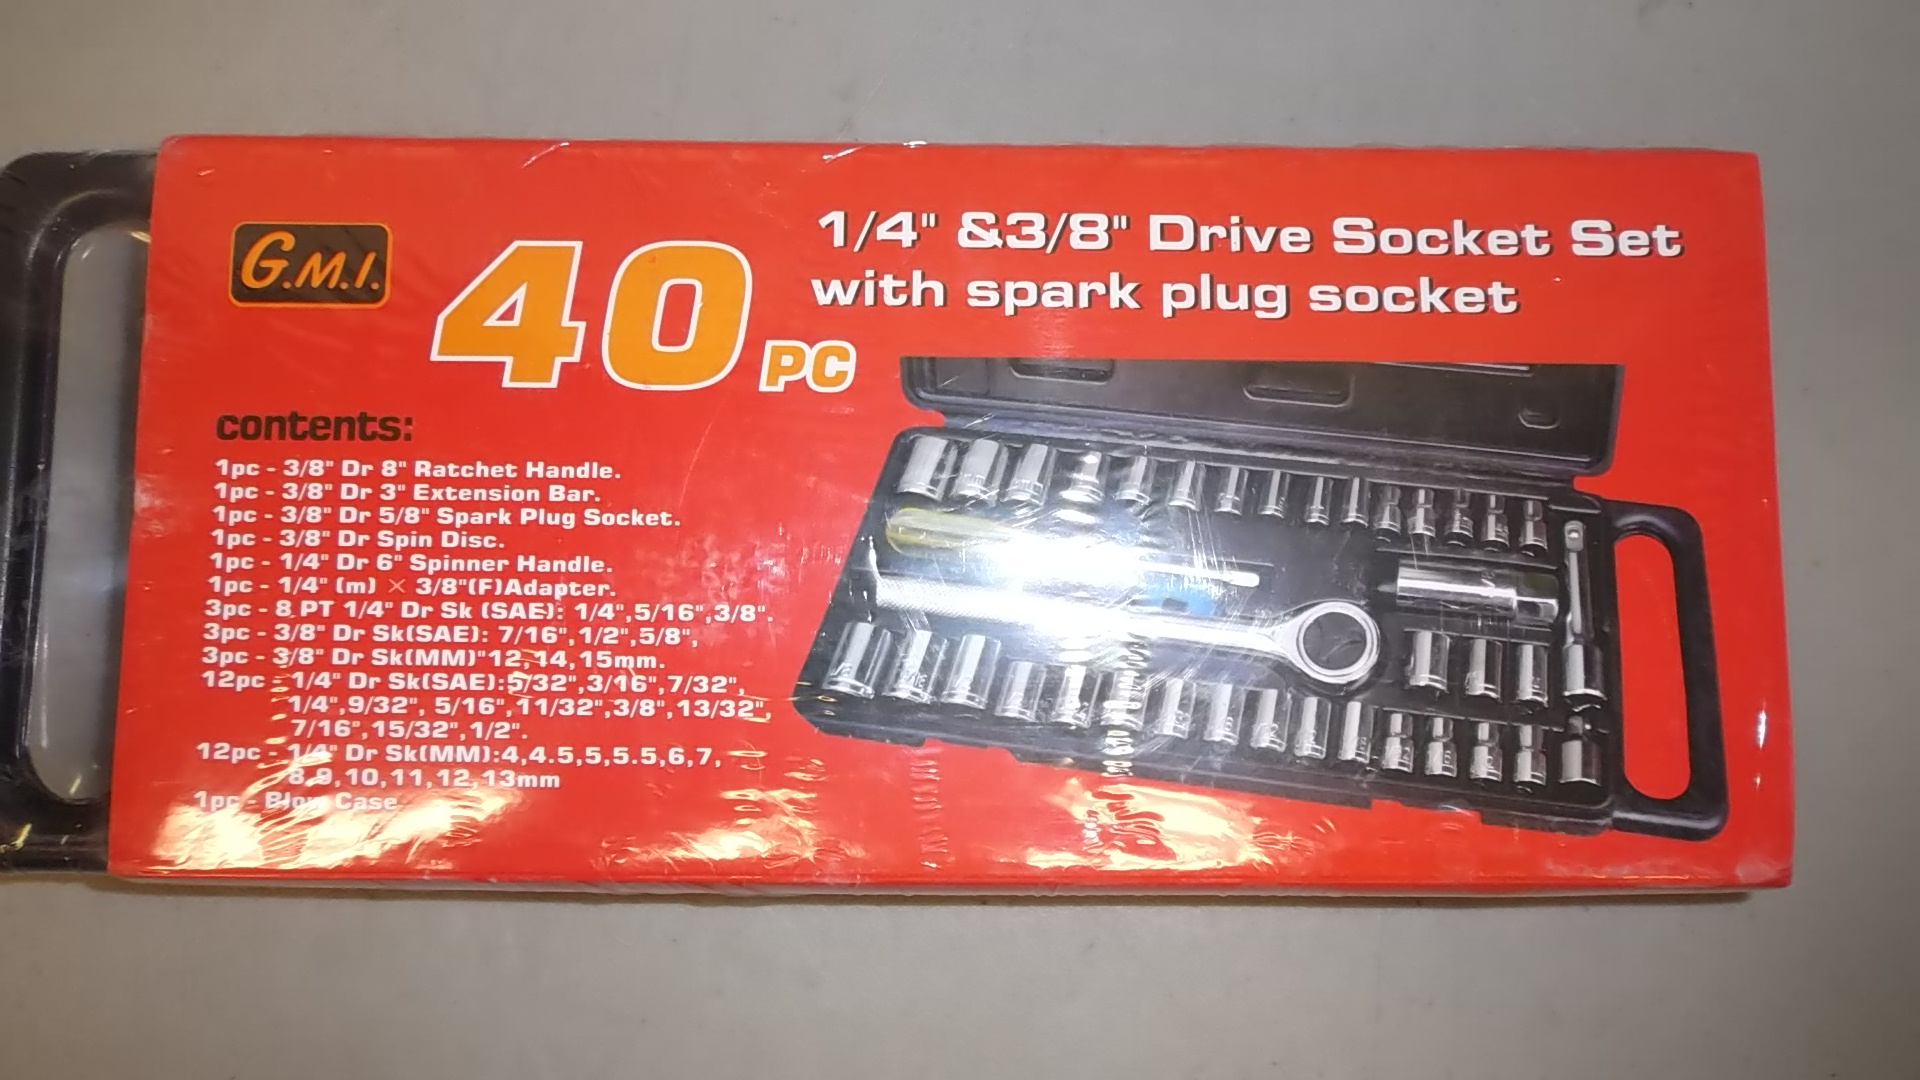 G.M.I.
40 PC
1/4" &3/8" Drive Socket Set
with spark plug socket
contents:
1pc - 3/8" Dr 8" Ratchet Handle.
1pc - 3/8" Dr 3" Extension Bar.
1pc - 3/8" Dr 5/8" Spark Plug Socket.
1pc - 3/8" Dr Spin Disc.
1pc - 1/4" Dr 6" Spinner Handle.
1pc - 1/4" (m) × 3/8"(F)Adapter.
3pc - 8 PT 1/4" Dr Sk (SAE): 1/4",5/16",3/8".
3pc - 3/8" Dr Sk(SAE): 7/16",1/2",5/8",
3pc - 3/8" Dr Sk(MM)"12,14,15mm.
12pc - 1/4" Dr Sk(SAE):5/32",3/16",7/32",
1/4",9/32", 5/16",11/32",3/8",13/32",
7/16",15/32",1/2".
12pc - 1/4" Dr Sk(MM):4,4.5,5,5.5,6,7,
8,9,10,11,12,13mm
1pc - Blow Case